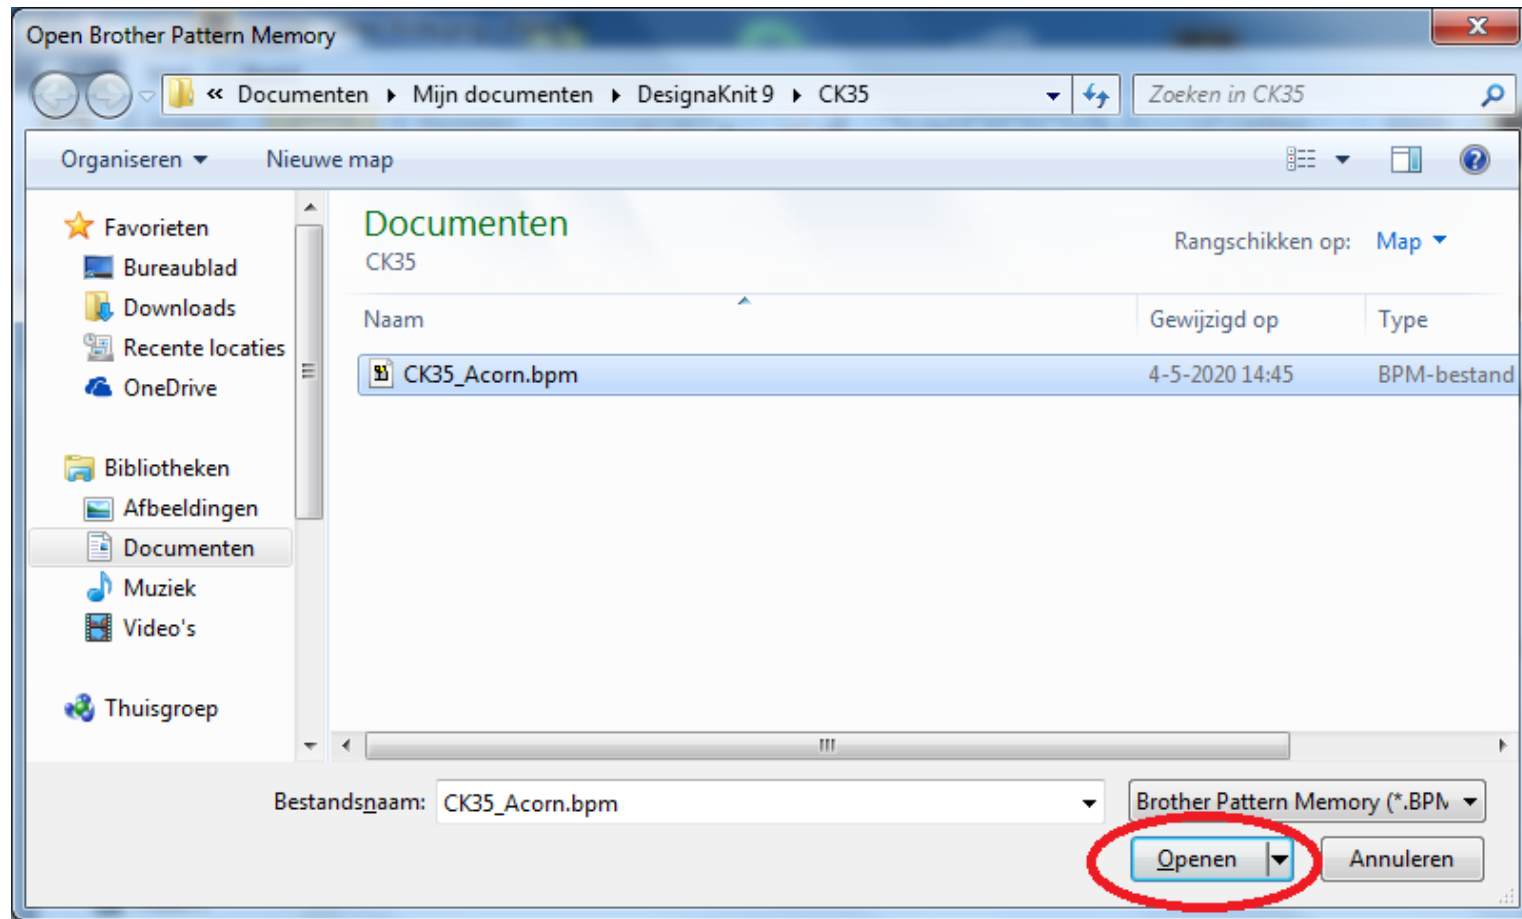 Open Brother Pattern Memory
« Documenten ▸ Mijn documenten ▸ DesignaKnit 9 ▸ CK35
Zoeken in CK35
Organiseren
Nieuwe map
Favorieten
Bureaublad
Downloads
Recente locaties
OneDrive
Bibliotheken
Afbeeldingen
Documenten
Muziek
Video's
Thuisgroep
Documenten
CK35
Rangschikken op: Map
Naam Gewijzigd op Type
CK35_Acorn.bpm 4-5-2020 14:45 BPM-bestand
Bestandsnaam: CK35_Acorn.bpm
Brother Pattern Memory (*.BPM
Openen
Annuleren